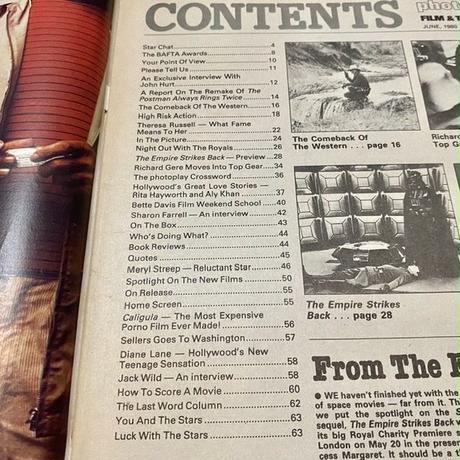 CONTENTS
phot
FILM & T
JUNE, 1980
Star Chat 4
The BAFTA Awards 8
Your Point of View 10
Please Tell Us 11
An Exclusive Interview With
John Hurt 12
A Report On The Remake Of The
Postman Always Rings Twice 14
The Comeback Of The Western 16
High Risk Action 18
Theresa Russell — What Fame
Means To Her 22
In The Picture 24
Night Out With The Royals 26
The Empire Strikes Back — Preview 28
Richard Gere Moves Into Top Gear 34
The photoplay Crossword 36
Hollywood's Great Love Stories —
Rita Hayworth and Aly Khan 37
Bette Davis Film Weekend School 40
Sharon Farrell — An interview 42
On The Box 43
Who's Doing What? 44
Book Reviews 44
Quotes 45
Meryl Streep — Reluctant Star 46
Spotlight On The New Films 50
On Release 55
Home Screen 55
Caligula — The Most Expensive
Porno Film Ever Made! 56
Sellers Goes To Washington 57
Diane Lane — Hollywood's New
Teenage Sensation 58
Jack Wild — An interview 58
How To Score A Movie 60
The Last Word Column 62
You And The Stars 63
Luck With The Stars 63
The Comeback Of
The Western . . . page 16
Richar
Top G
The Empire Strikes
Back . . . page 28
From The
● WE haven't finished yet with the
of space movies — far from it. Th
we put the spotlight on the S
sequel, The Empire Strikes Back w
its big Royal Charity Premiere s
London on May 20 in the presen
cess Margaret. It should be a t